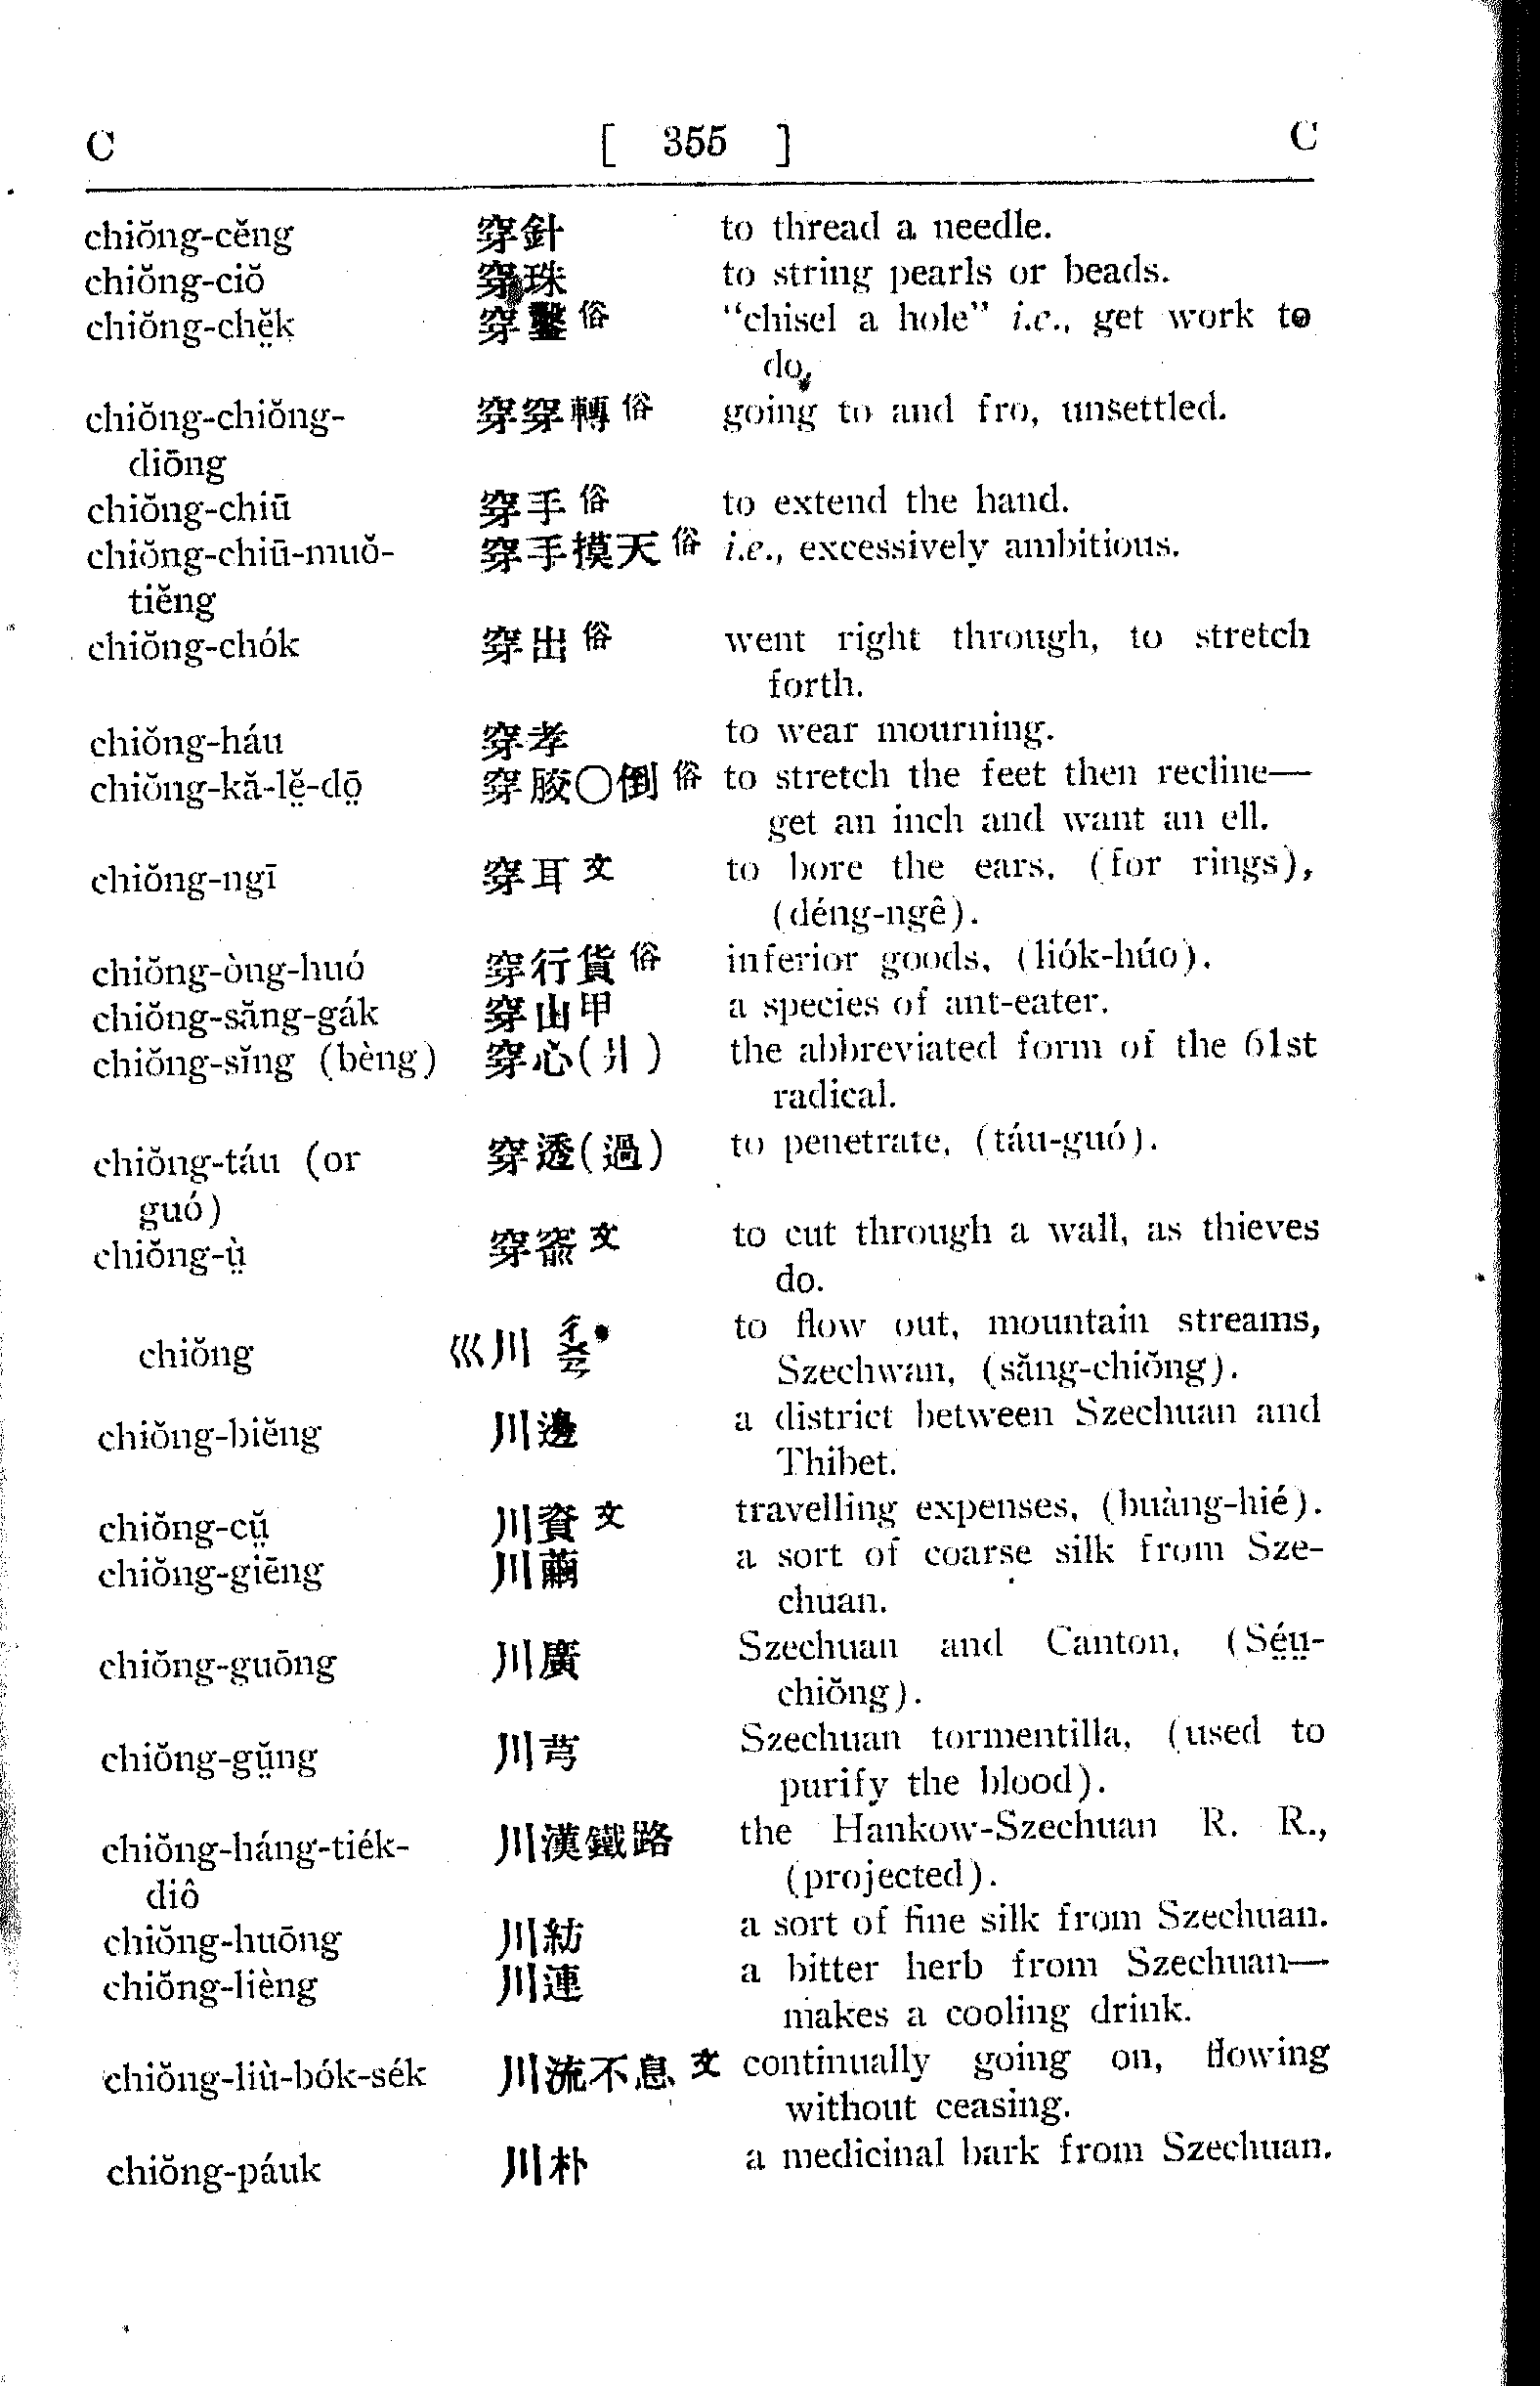 C [ 355 ] C
chiŏng-cĕng 穿針 to thread a needle.
chiŏng-ciŏ 穿珠 to string pearls or beads.
chiŏng-chĕ̤k 穿鑿 俗 "chisel a hole" i.e., get work to
do.
chiŏng-chiŏng- 穿穿轉 俗 going to and fro, unsettled.
diōng
chiŏng-chiū 穿手 俗 to extend the hand.
chiŏng-chiū-muŏ- 穿手摸天 俗 i.e., excessively ambitious.
tiĕng
chiŏng-chók 穿出 俗 went right through, to stretch
forth.
chiŏng-háu 穿孝 to wear mourning.
chiŏng-kă-lĕ̤-dō̤ 穿骹〇倒 俗 to stretch the feet then recline—
get an inch and want an ell.
chiŏng-ngī 穿耳 文 to bore the ears, (for rings),
(déng-ngê).
chiŏng-òng-huó 穿行貨 俗 inferior goods, (liók-húo).
chiŏng-săng-gák 穿山甲 a species of ant-eater.
chiŏng-sĭng (bèng) 穿心(爿) the abbreviated form of the 61st
radical.
chiŏng-táu (or 穿透(過) to penetrate, (táu-guó).
guó)
chiŏng-ṳ̀ 穿窬 文 to cut through a wall, as thieves
do.
chiŏng 巛川 to flow out, mountain streams,
Szechwan, (săng-chiŏng).
chiŏng-biĕng 川邊 a district between Szechuan and
Thibet.
chiŏng-cṳ̆ 川資 文 travelling expenses, (buàng-hié).
chiŏng-giēng 川繭 a sort of coarse silk from Sze-
chuan.
chiŏng-guōng 川廣 Szechuan and Canton, (Sé̤ṳ-
chiŏng).
chiŏng-gṳ̆ng 川芎 Szechuan tormentilla, (used to
purify the blood).
chiŏng-háng-tiék- 川漢鐵路 the Hankow-Szechuan R. R.,
diô (projected).
chiŏng-huōng 川紡 a sort of fine silk from Szechuan.
chiŏng-lièng 川連 a bitter herb from Szechuan—
makes a cooling drink.
chiŏng-liù-bók-sék 川流不息 文 continually going on, flowing
without ceasing.
chiŏng-páuk 川朴 a medicinal bark from Szechuan.